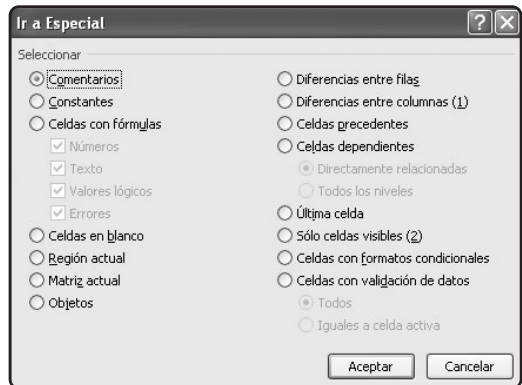 Ir a Especial
Seleccionar
Comentarios
Constantes
Celdas con fórmulas
Números
Texto
Valores lógicos
Errores
Celdas en blanco
Región actual
Matriz actual
Objetos
Diferencias entre filas
Diferencias entre columnas (1)
Celdas precedentes
Celdas dependientes
Directamente relacionadas
Todos los niveles
Última celda
Sólo celdas visibles (2)
Celdas con formatos condicionales
Celdas con validación de datos
Todos
Iguales a celda activa
Aceptar
Cancelar